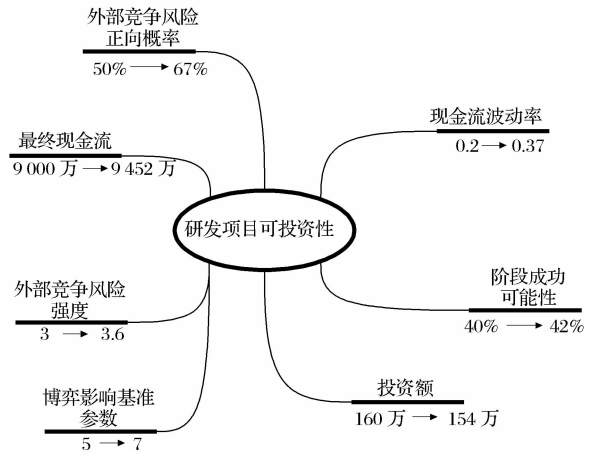 外部竞争风险
正向概率
50% → 67%
现金流波动率
0.2 → 0.37
最终现金流
9 000 万 → 9 452 万
研发项目可投资性
阶段成功
可能性
40% → 42%
外部竞争风险
强度
3 → 3.6
投资额
160 万 → 154 万
博弈影响基准
参数
5 → 7